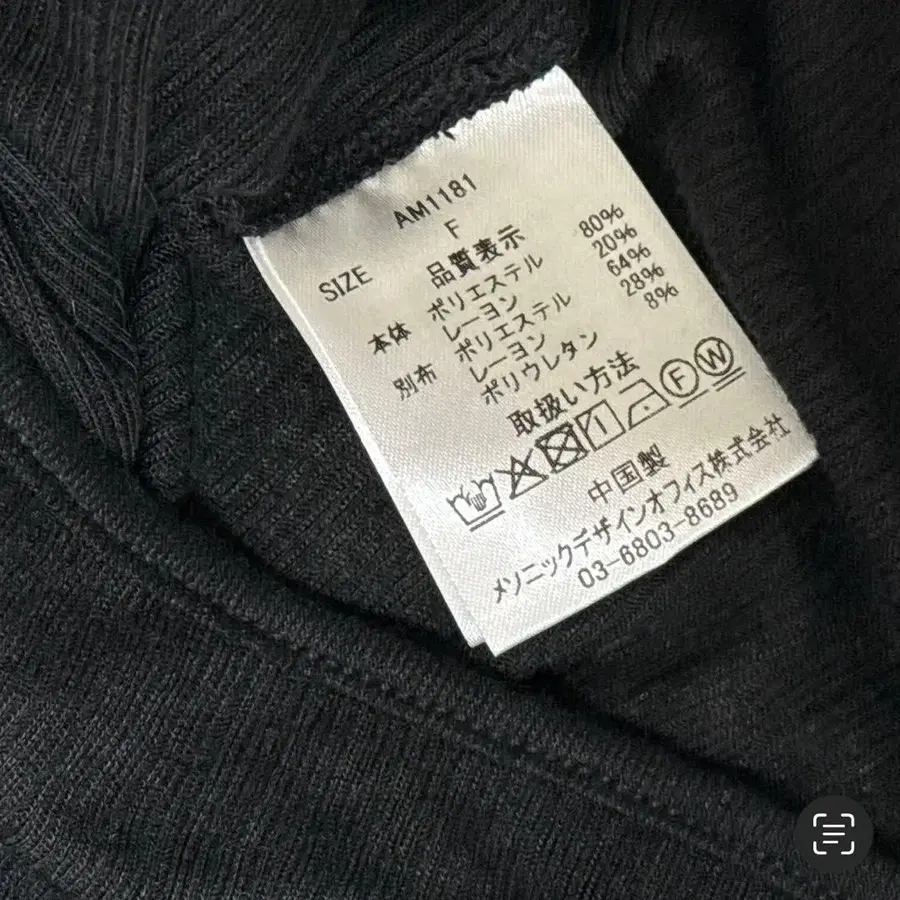 AM1181
SIZE F
品質表示
本体 ポリエステル 80%
レーヨン 20%
別布 ポリエステル 64%
レーヨン 28%
ポリウレタン 8%
取扱い方法
F W
中国製
メソニックデザインオフィス株式会社
03-6803-8689